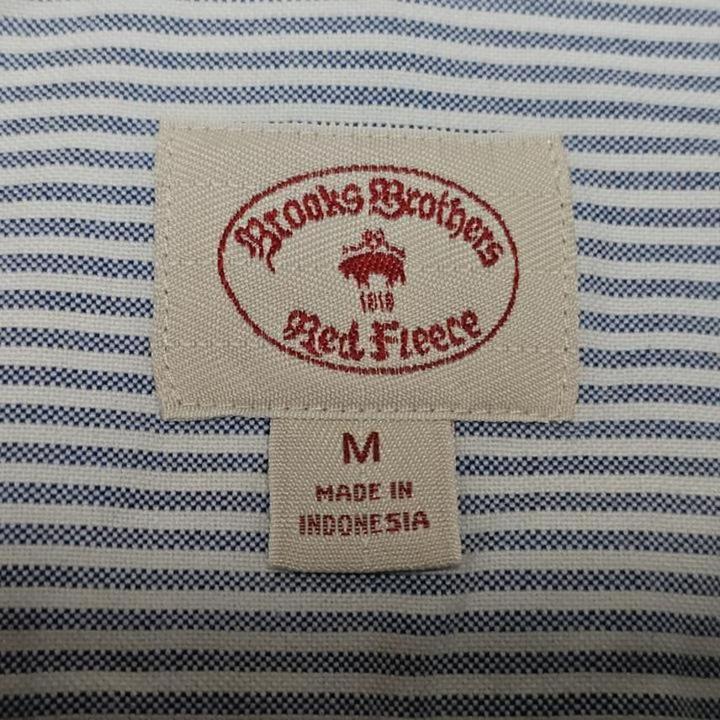 Brooks Brothers
1818
Red Fleece
M
MADE IN
INDONESIA